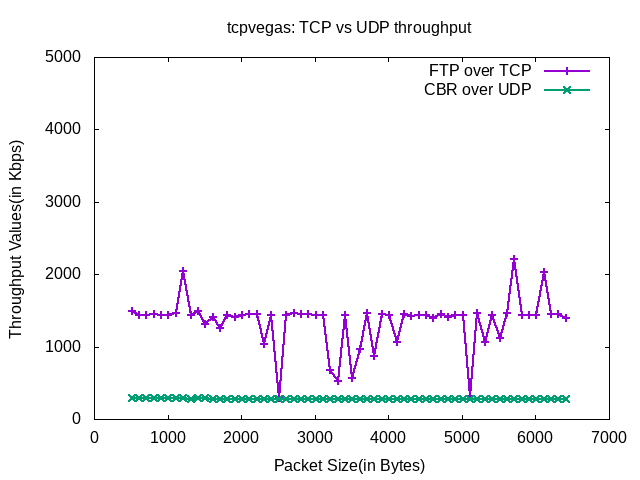 tcpvegas: TCP vs UDP throughput
FTP over TCP
CBR over UDP
Throughput Values(in Kbps)
5000
4000
3000
2000
1000
0
0 1000 2000 3000 4000 5000 6000 7000
Packet Size(in Bytes)